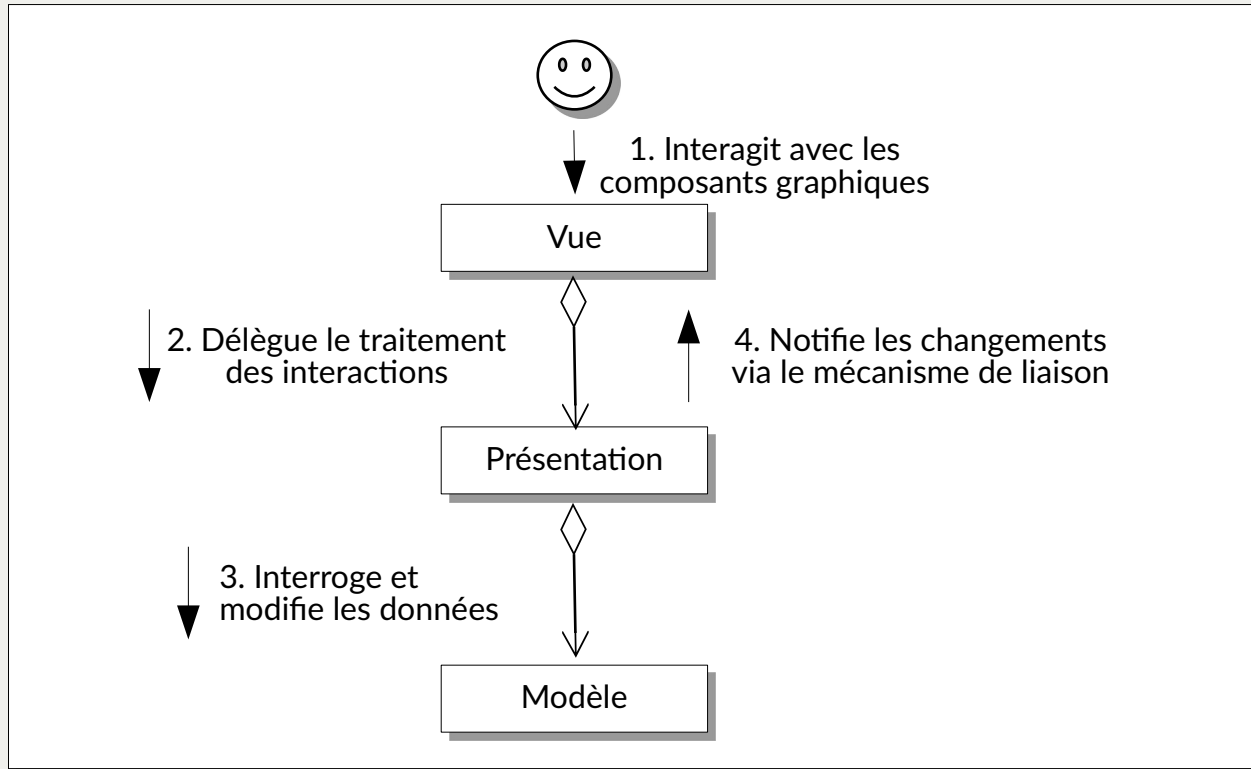 1. Interagit avec les
composants graphiques
Vue
2. Délègue le traitement
des interactions
4. Notifie les changements
via le mécanisme de liaison
Présentation
3. Interroge et
modifie les données
Modèle